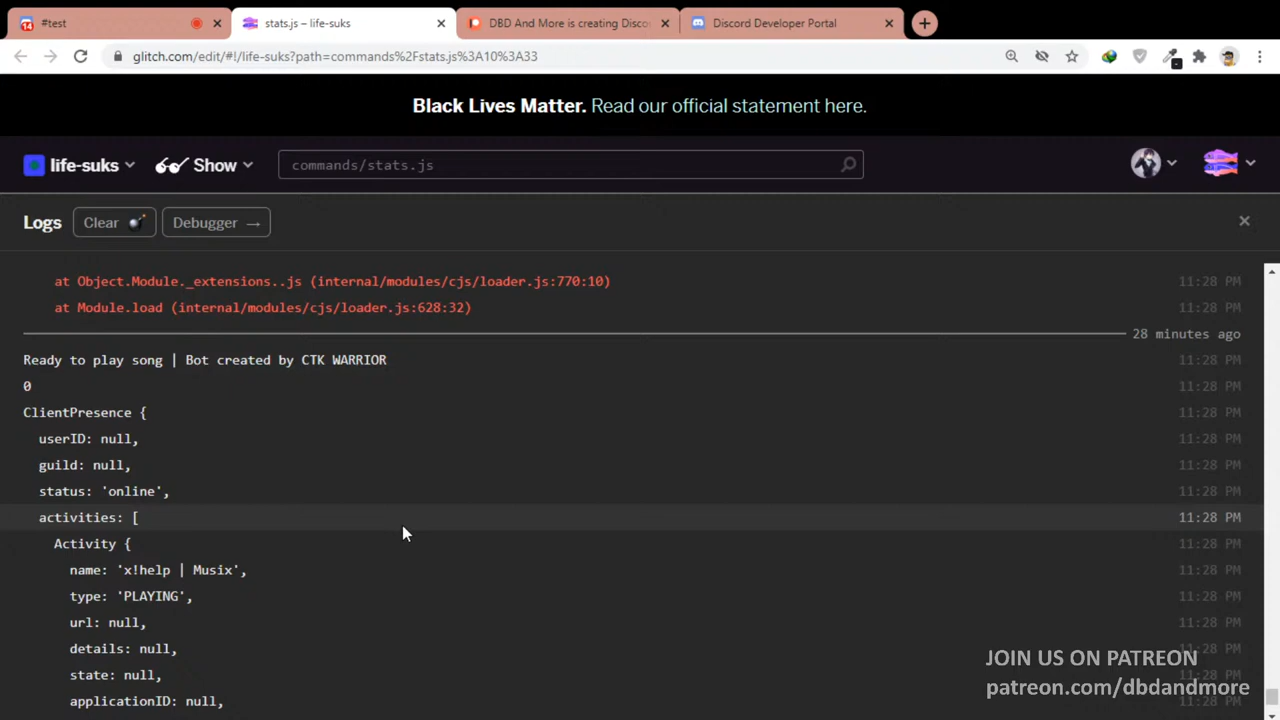 14
#test
stats.js – life-suks
DBD And More is creating Disco
Discord Developer Portal
glitch.com/edit/#!/life-suks?path=commands%2Fstats.js%3A10%3A33
Black Lives Matter. Read our official statement here.
life-suks
Show
commands/stats.js
Logs
Clear
Debugger →
at Object.Module._extensions..js (internal/modules/cjs/loader.js:770:10) 11:28 PM
at Module.load (internal/modules/cjs/loader.js:628:32) 11:28 PM
28 minutes ago
Ready to play song | Bot created by CTK WARRIOR 11:28 PM
0 11:28 PM
ClientPresence { 11:28 PM
userID: null, 11:28 PM
guild: null, 11:28 PM
status: 'online', 11:28 PM
activities: [ 11:28 PM
Activity { 11:28 PM
name: 'x!help | Musix', 11:28 PM
type: 'PLAYING', 11:28 PM
url: null, 11:28 PM
details: null, 11:28 PM
state: null, 11:28 PM
applicationID: null, 11:28 PM
JOIN US ON PATREON
patreon.com/dbdandmore